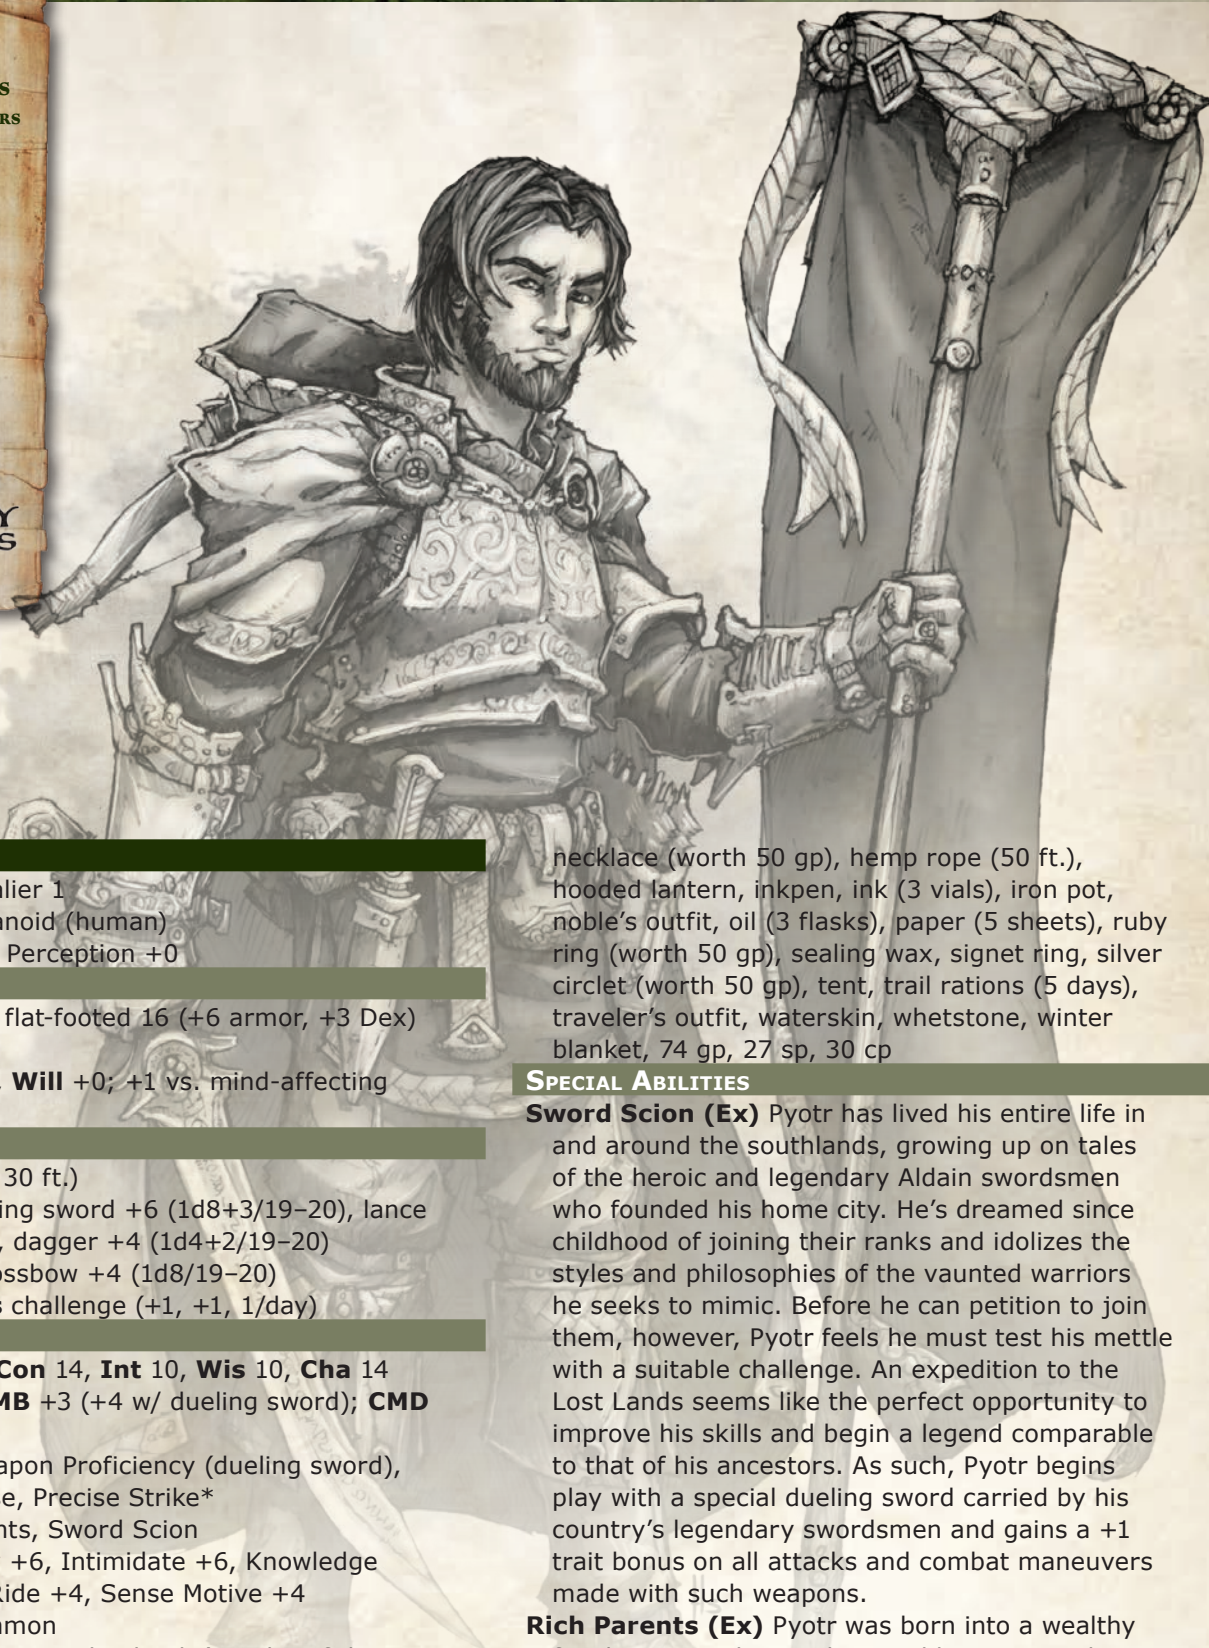 S
RS
Y
S
alier 1
anoid (human)
Perception +0
flat-footed 16 (+6 armor, +3 Dex)
, Will +0; +1 vs. mind-affecting
30 ft.)
ing sword +6 (1d8+3/19–20), lance
, dagger +4 (1d4+2/19–20)
ossbow +4 (1d8/19–20)
s challenge (+1, +1, 1/day)
Con 14, Int 10, Wis 10, Cha 14
MB +3 (+4 w/ dueling sword); CMD
apon Proficiency (dueling sword),
se, Precise Strike*
nts, Sword Scion
+6, Intimidate +6, Knowledge
Ride +4, Sense Motive +4
mmon
necklace (worth 50 gp), hemp rope (50 ft.),
hooded lantern, inkpen, ink (3 vials), iron pot,
noble's outfit, oil (3 flasks), paper (5 sheets), ruby
ring (worth 50 gp), sealing wax, signet ring, silver
circlet (worth 50 gp), tent, trail rations (5 days),
traveler's outfit, waterskin, whetstone, winter
blanket, 74 gp, 27 sp, 30 cp
Special Abilities
Sword Scion (Ex) Pyotr has lived his entire life in
and around the southlands, growing up on tales
of the heroic and legendary Aldain swordsmen
who founded his home city. He's dreamed since
childhood of joining their ranks and idolizes the
styles and philosophies of the vaunted warriors
he seeks to mimic. Before he can petition to join
them, however, Pyotr feels he must test his mettle
with a suitable challenge. An expedition to the
Lost Lands seems like the perfect opportunity to
improve his skills and begin a legend comparable
to that of his ancestors. As such, Pyotr begins
play with a special dueling sword carried by his
country's legendary swordsmen and gains a +1
trait bonus on all attacks and combat maneuvers
made with such weapons.
Rich Parents (Ex) Pyotr was born into a wealthy